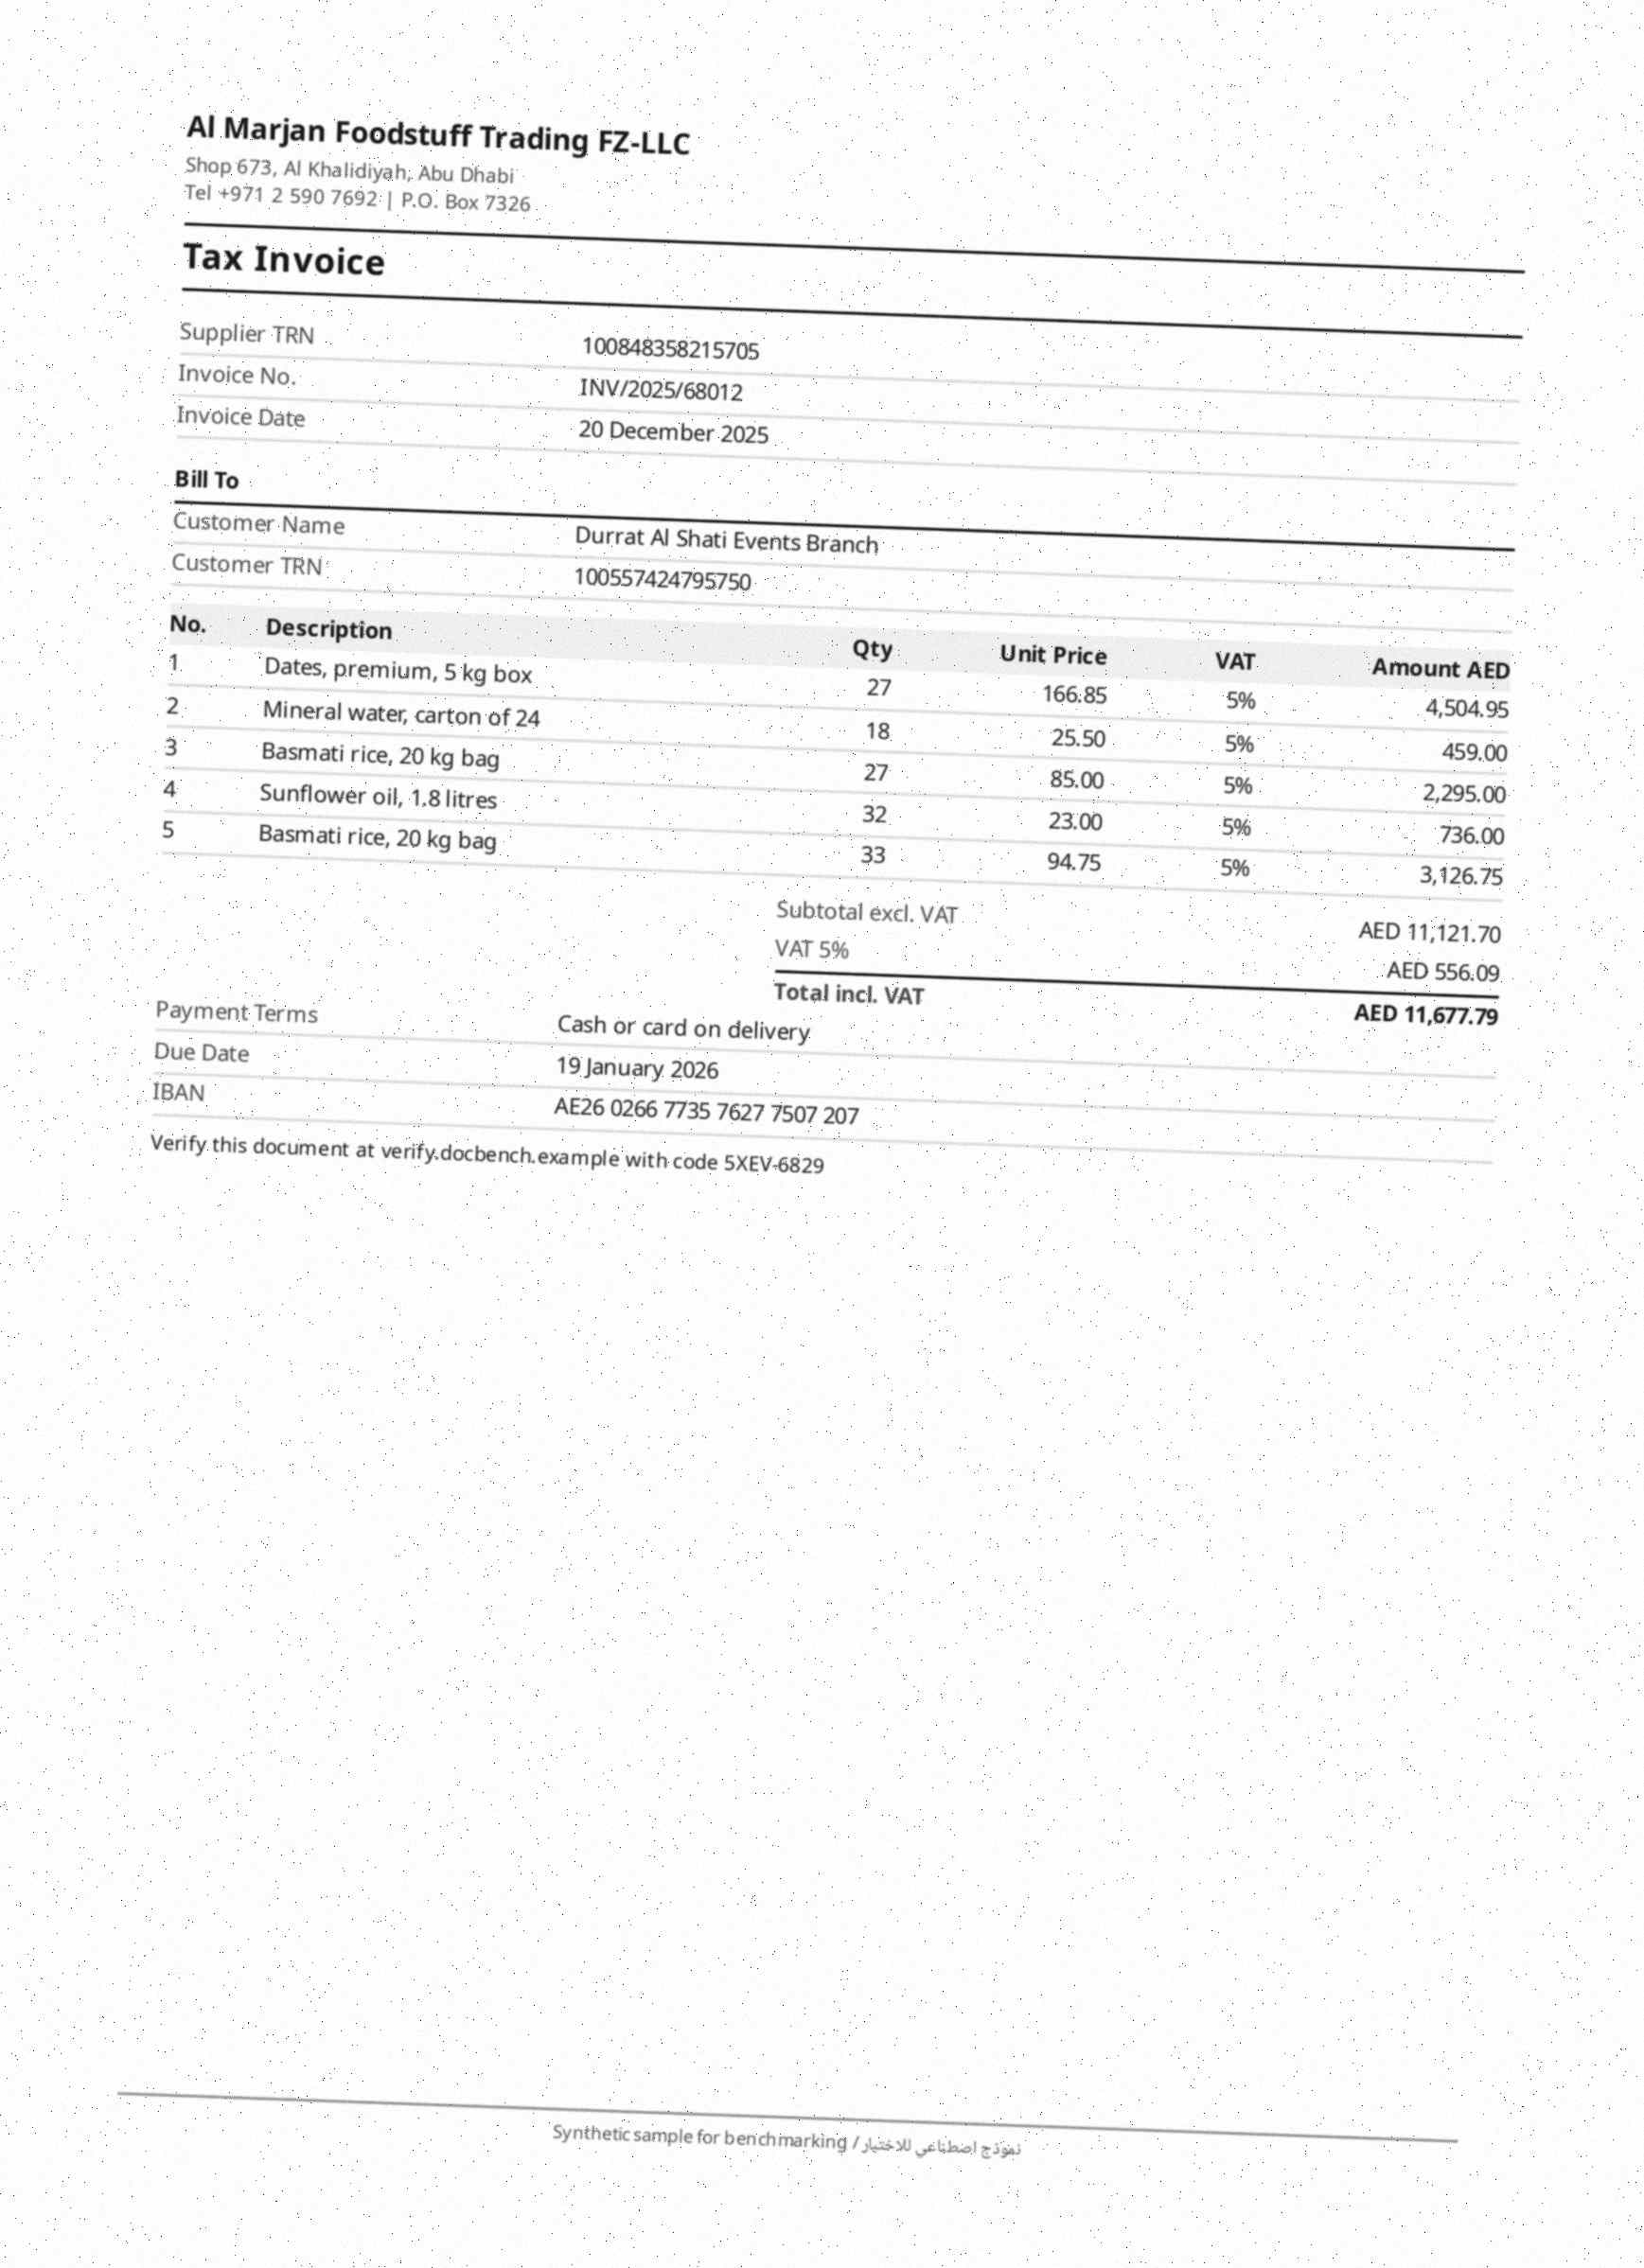 Al Marjan Foodstuff Trading FZ-LLC
Shop 673, Al Khalidiyah, Abu Dhabi
Tel +971 2 590 7692 | P.O. Box 7326
Tax Invoice
Supplier TRN 100848358215705
Invoice No. INV/2025/68012
Invoice Date 20 December 2025
Bill To
Customer Name Durrat Al Shati Events Branch
Customer TRN 100557424795750
No. Description Qty Unit Price VAT Amount AED
1 Dates, premium, 5 kg box 27 166.85 5% 4,504.95
2 Mineral water, carton of 24 18 25.50 5% 459.00
3 Basmati rice, 20 kg bag 27 85.00 5% 2,295.00
4 Sunflower oil, 1.8 litres 32 23.00 5% 736.00
5 Basmati rice, 20 kg bag 33 94.75 5% 3,126.75
Subtotal excl. VAT AED 11,121.70
VAT 5% AED 556.09
Total incl. VAT AED 11,677.79
Payment Terms Cash or card on delivery
Due Date 19 January 2026
IBAN AE26 0266 7735 7627 7507 207
Verify this document at verify.docbench.example with code 5XEV-6829
Synthetic sample for benchmarking / نموذج اصطناعي للاختبار